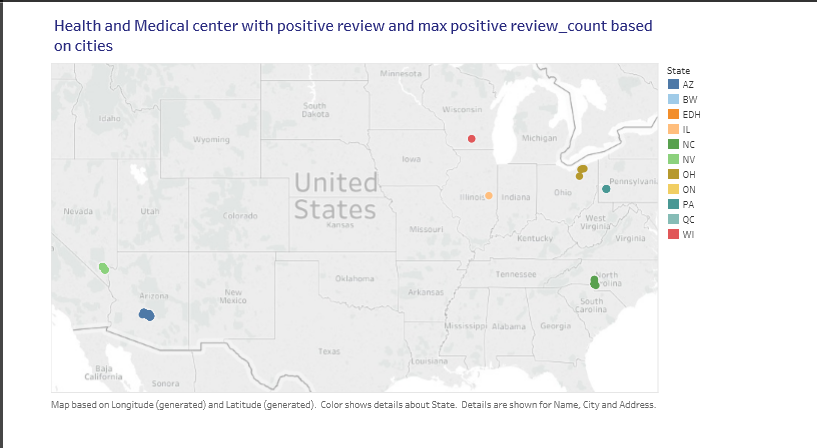 Health and Medical center with positive review and max positive review_count based
on cities
State
AZ
BW
EDH
IL
NC
NV
OH
ON
PA
QC
WI
Minnesota
Idaho
South
Dakota
Wisconsin
Michigan
Wyoming
Iowa
United
States
Pennsylvani
Nevada
Utah
Colorado
Kansas
Illinois
Indiana
Ohio
Missouri
West
Virginia
Virginia
Kentucky
Arizona
New
Mexico
Oklahoma
Arkansas
Tennessee
North
rolina
South
Carolina
Mississippi
Alabama
Georgia
Texas
Louisiana
Baja
California
Sonora
Map based on Longitude (generated) and Latitude (generated).  Color shows details about State.  Details are shown for Name, City and Address.